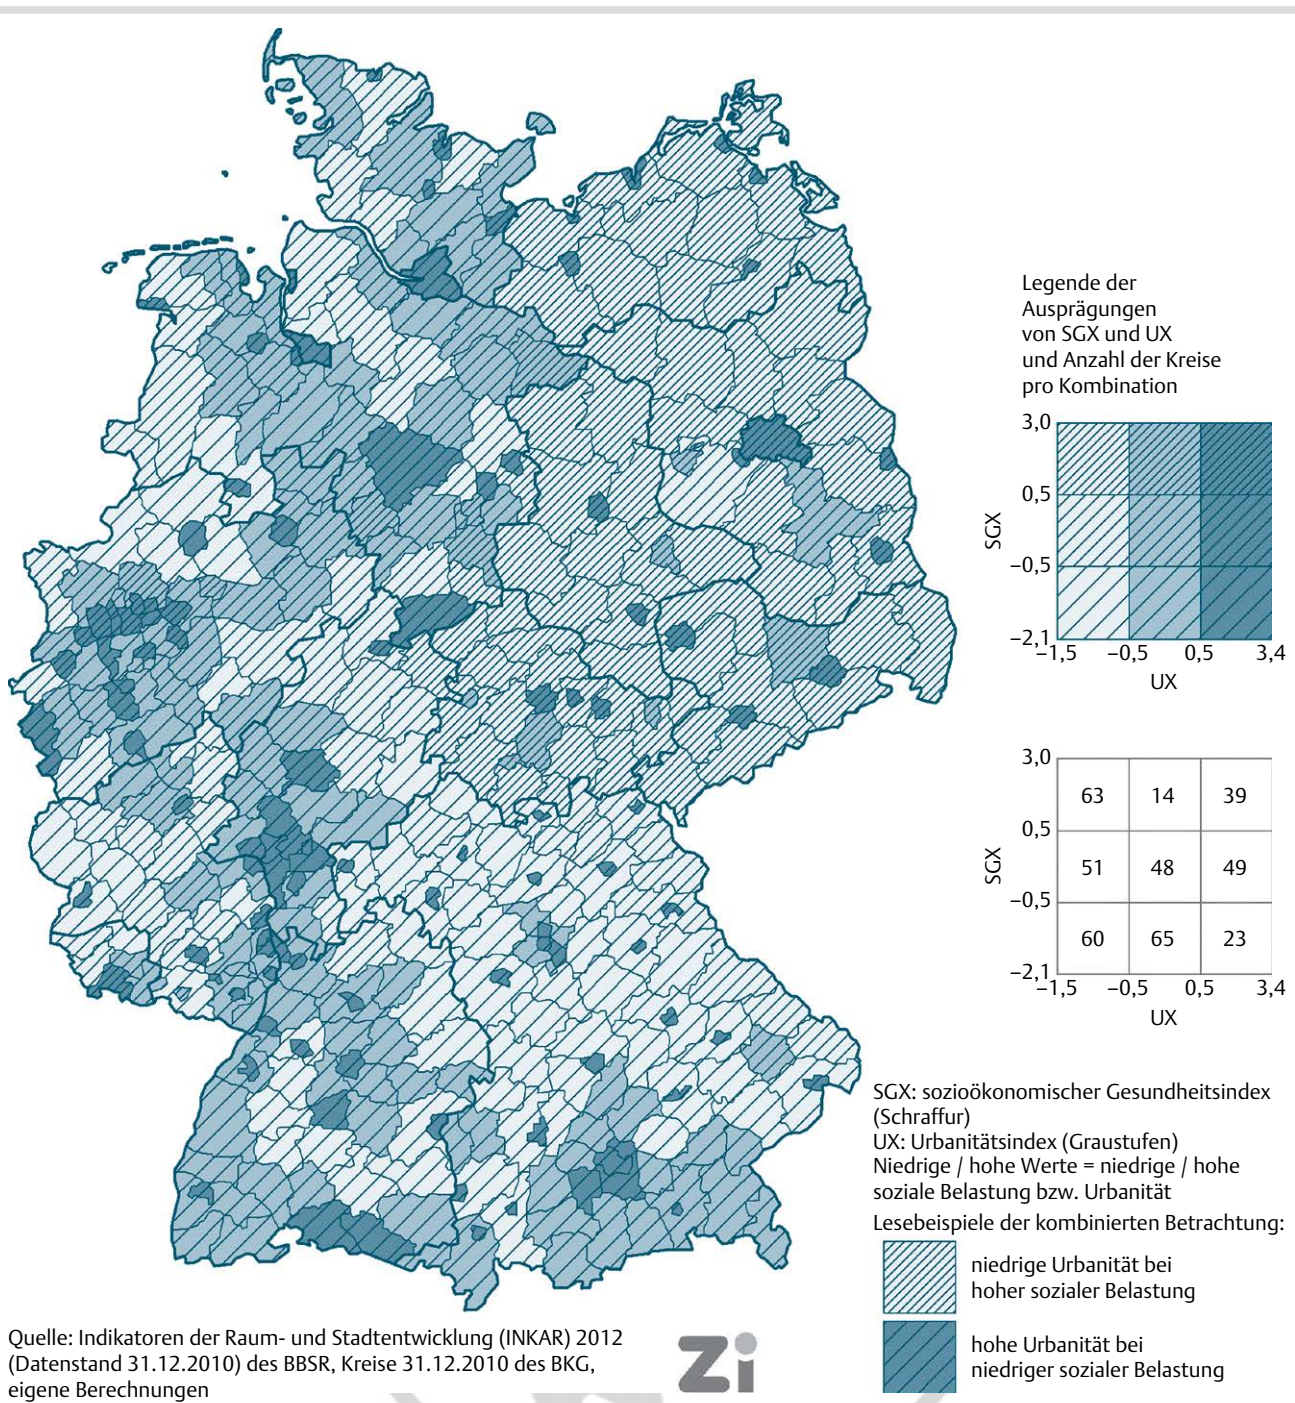 Legende der
Ausprägungen
von SGX und UX
und Anzahl der Kreise
pro Kombination
3,0
0,5
−0,5
−2,1
SGX
−1,5 −0,5 0,5 3,4
UX
3,0
0,5
−0,5
−2,1
SGX
63 14 39
51 48 49
60 65 23
−1,5 −0,5 0,5 3,4
UX
SGX: sozioökonomischer Gesundheitsindex
(Schraffur)
UX: Urbanitätsindex (Graustufen)
Niedrige / hohe Werte = niedrige / hohe
soziale Belastung bzw. Urbanität
Lesebeispiele der kombinierten Betrachtung:
niedrige Urbanität bei
hoher sozialer Belastung
hohe Urbanität bei
niedriger sozialer Belastung
Quelle: Indikatoren der Raum- und Stadtentwicklung (INKAR) 2012
(Datenstand 31.12.2010) des BBSR, Kreise 31.12.2010 des BKG,
eigene Berechnungen
Zi